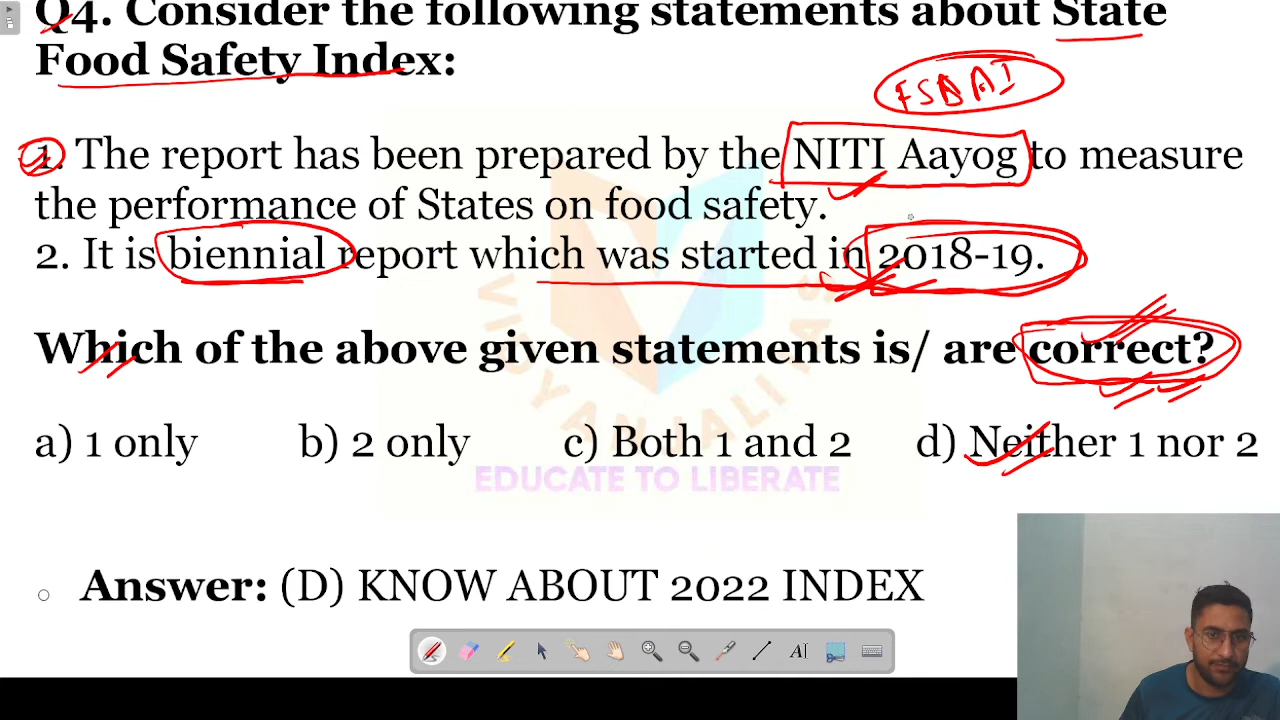 Q4. Consider the following statements about State
Food Safety Index:
FSSAI
1. The report has been prepared by the NITI Aayog to measure
the performance of States on food safety.
2. It is biennial report which was started in 2018-19.
Which of the above given statements is/ are correct?
a) 1 only b) 2 only c) Both 1 and 2 d) Neither 1 nor 2
VIDYANJALI IAS
EDUCATE TO LIBERATE
Answer: (D) KNOW ABOUT 2022 INDEX